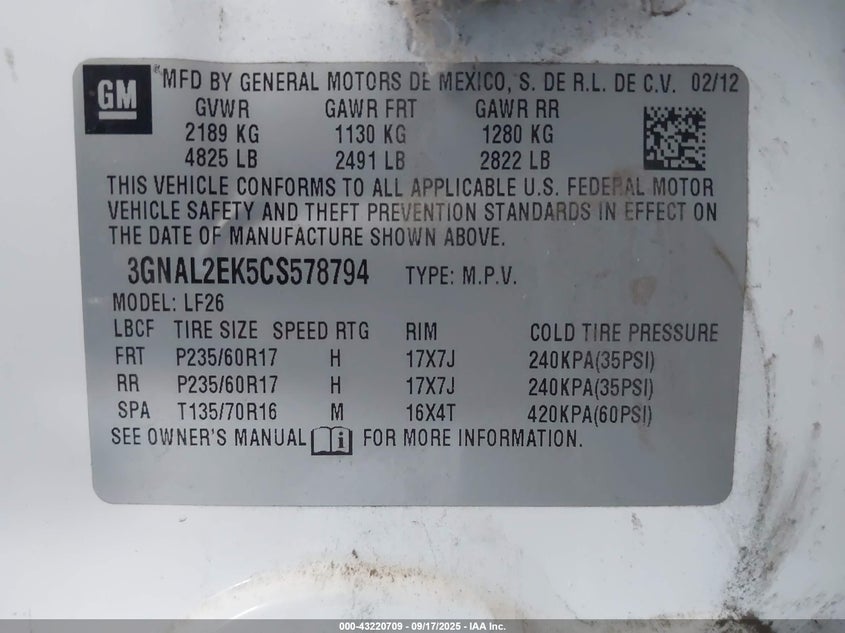 GM
MFD BY GENERAL MOTORS DE MEXICO, S. DE R.L. DE C.V. 02/12
GVWR GAWR FRT GAWR RR
2189 KG 1130 KG 1280 KG
4825 LB 2491 LB 2822 LB
THIS VEHICLE CONFORMS TO ALL APPLICABLE U.S. FEDERAL MOTOR
VEHICLE SAFETY AND THEFT PREVENTION STANDARDS IN EFFECT ON
THE DATE OF MANUFACTURE SHOWN ABOVE.
3GNAL2EK5CS578794 TYPE: M.P.V.
MODEL: LF26
LBCF TIRE SIZE SPEED RTG RIM COLD TIRE PRESSURE
FRT P235/60R17 H 17X7J 240KPA(35PSI)
RR P235/60R17 H 17X7J 240KPA(35PSI)
SPA T135/70R16 M 16X4T 420KPA(60PSI)
SEE OWNER'S MANUAL i FOR MORE INFORMATION.
000-43220709 - 09/17/2025 - IAA Inc.